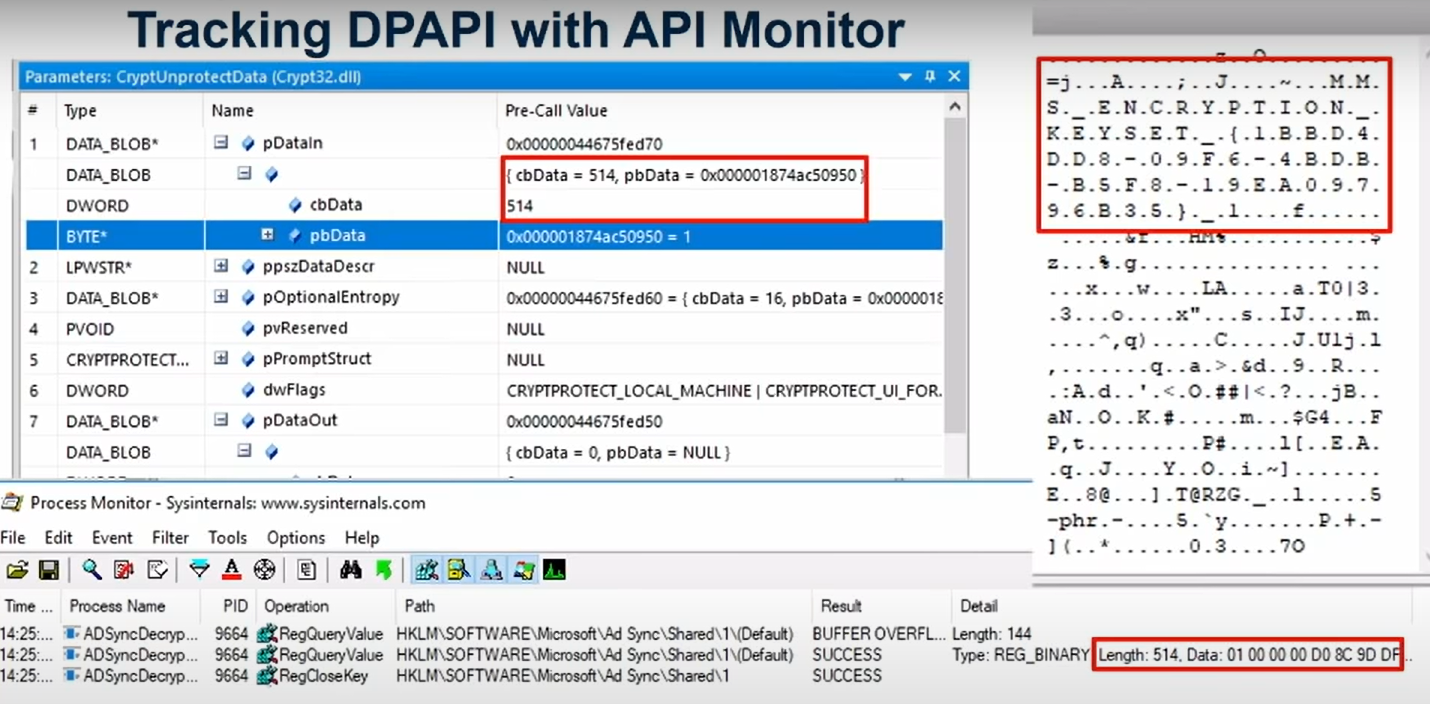 Tracking DPAPI with API Monitor
Parameters: CryptUnprotectData (Crypt32.dll)
# Type Name Pre-Call Value
1 DATA_BLOB* pDataIn 0x00000044675fed70
DATA_BLOB { cbData = 514, pbData = 0x000001874ac50950 }
DWORD cbData 514
BYTE* pbData 0x000001874ac50950 = 1
2 LPWSTR* ppszDataDescr NULL
3 DATA_BLOB* pOptionalEntropy 0x00000044675fed60 = { cbData = 16, pbData = 0x0000018
4 PVOID pvReserved NULL
5 CRYPTPROTECT... pPromptStruct NULL
6 DWORD dwFlags CRYPTPROTECT_LOCAL_MACHINE | CRYPTPROTECT_UI_FOR.
7 DATA_BLOB* pDataOut 0x00000044675fed50
DATA_BLOB { cbData = 0, pbData = NULL }
=j...A....;..J....~...M.M.
S._.E.N.C.R.Y.P.T.I.O.N._.
K.E.Y.S.E.T._.{.1.B.B.D.4.
D.D.8.-.0.9.F.6.-.4.B.D.B.
-.B.5.F.8.-.1.9.E.A.0.9.7.
9.6.B.3.5.}._.1....f......
z...%.g............... ...
...x...w....LA.....a.T0|3.
.3...o....x"...s..IJ....m.
....^,q).....C.....J.U1j.l
,.......q..a.>.&d..9..R...
.:A.d..'.<.O.##|<.?...jB..
aN..O..K.#.....m...$G4...F
P,t.........P#....l[..E.A.
.q..J....Y..O..i.~].......
E..8@...].T@RZG._..l.....5
-phr.-....5.`y.......P.+.-
](..*......0.3....7O
Process Monitor - Sysinternals: www.sysinternals.com
File Edit Event Filter Tools Options Help
Time ... Process Name PID Operation Path Result Detail
14:25:... ADSyncDecryp... 9664 RegQueryValue HKLM\SOFTWARE\Microsoft\Ad Sync\Shared\1\(Default) BUFFER OVERFL... Length: 144
14:25:... ADSyncDecryp... 9664 RegQueryValue HKLM\SOFTWARE\Microsoft\Ad Sync\Shared\1\(Default) SUCCESS Type: REG_BINARY, Length: 514, Data: 01 00 00 00 D0 8C 9D DF...
14:25:... ADSyncDecryp... 9664 RegCloseKey HKLM\SOFTWARE\Microsoft\Ad Sync\Shared\1 SUCCESS